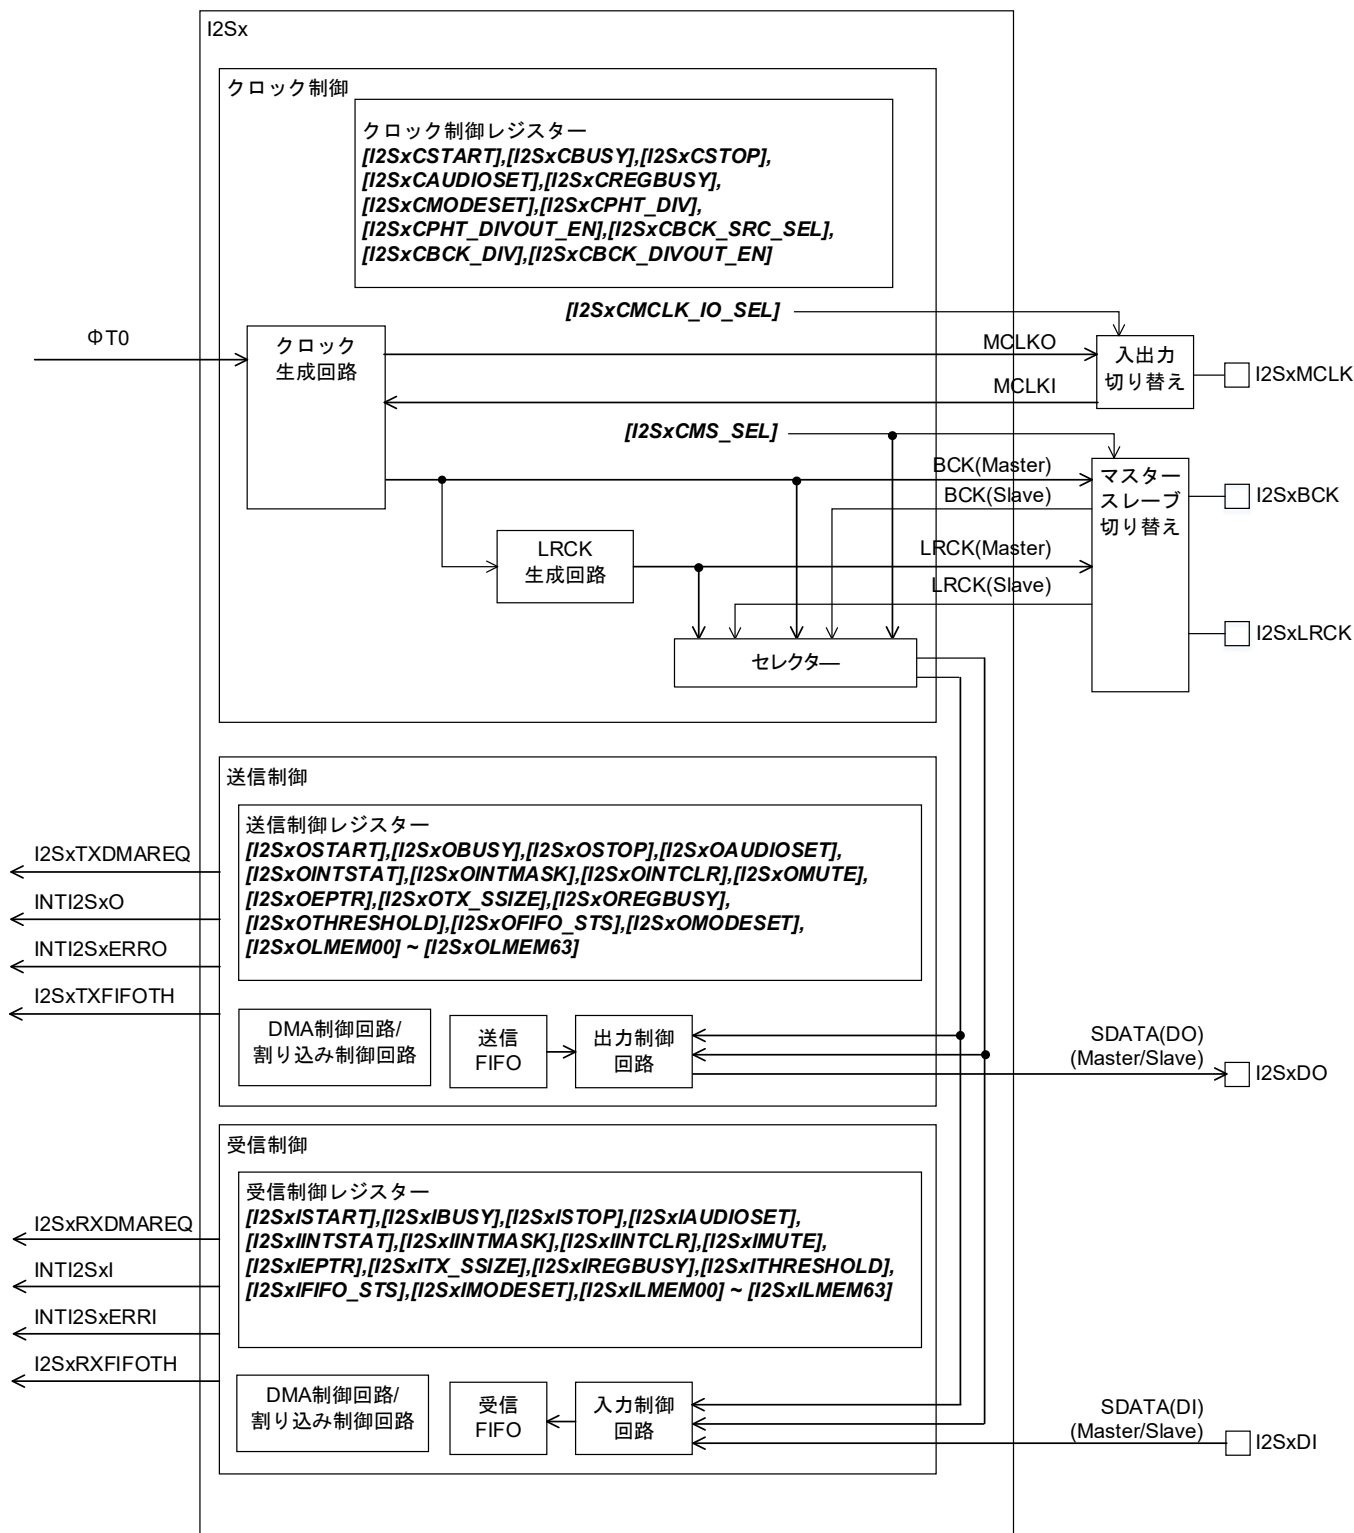 I2Sx
クロック制御
クロック制御レジスター
[I2SxCSTART],[I2SxCBUSY],[I2SxCSTOP],
[I2SxCAUDIOSET],[I2SxCREGBUSY],
[I2SxCMODESET],[I2SxCPHT_DIV],
[I2SxCPHT_DIVOUT_EN],[I2SxCBCK_SRC_SEL],
[I2SxCBCK_DIV],[I2SxCBCK_DIVOUT_EN]
[I2SxCMCLK_IO_SEL]
ΦT0
クロック
生成回路
MCLKO
MCLKI
入出力
切り替え
I2SxMCLK
[I2SxCMS_SEL]
BCK(Master)
BCK(Slave)
マスター
スレーブ
切り替え
I2SxBCK
LRCK
生成回路
LRCK(Master)
LRCK(Slave)
I2SxLRCK
セレクター
送信制御
送信制御レジスター
[I2SxOSTART],[I2SxOBUSY],[I2SxOSTOP],[I2SxOAUDIOSET],
[I2SxOINTSTAT],[I2SxOINTMASK],[I2SxOINTCLR],[I2SxOMUTE],
[I2SxOEPTR],[I2SxOTX_SSIZE],[I2SxOREGBUSY],
[I2SxOTHRESHOLD],[I2SxOFIFO_STS],[I2SxOMODESET],
[I2SxOLMEM00] ~ [I2SxOLMEM63]
I2SxTXDMAREQ
INTI2SxO
INTI2SxERRO
I2SxTXFIFOTH
DMA制御回路/
割り込み制御回路
送信
FIFO
出力制御
回路
SDATA(DO)
(Master/Slave)
I2SxDO
受信制御
受信制御レジスター
[I2SxISTART],[I2SxIBUSY],[I2SxISTOP],[I2SxIAUDIOSET],
[I2SxIINTSTAT],[I2SxIINTMASK],[I2SxIINTCLR],[I2SxIMUTE],
[I2SxIEPTR],[I2SxITX_SSIZE],[I2SxIREGBUSY],[I2SxITHRESHOLD],
[I2SxIFIFO_STS],[I2SxIMODESET],[I2SxILMEM00] ~ [I2SxILMEM63]
I2SxRXDMAREQ
INTI2SxI
INTI2SxERRI
I2SxRXFIFOTH
DMA制御回路/
割り込み制御回路
受信
FIFO
入力制御
回路
SDATA(DI)
(Master/Slave)
I2SxDI